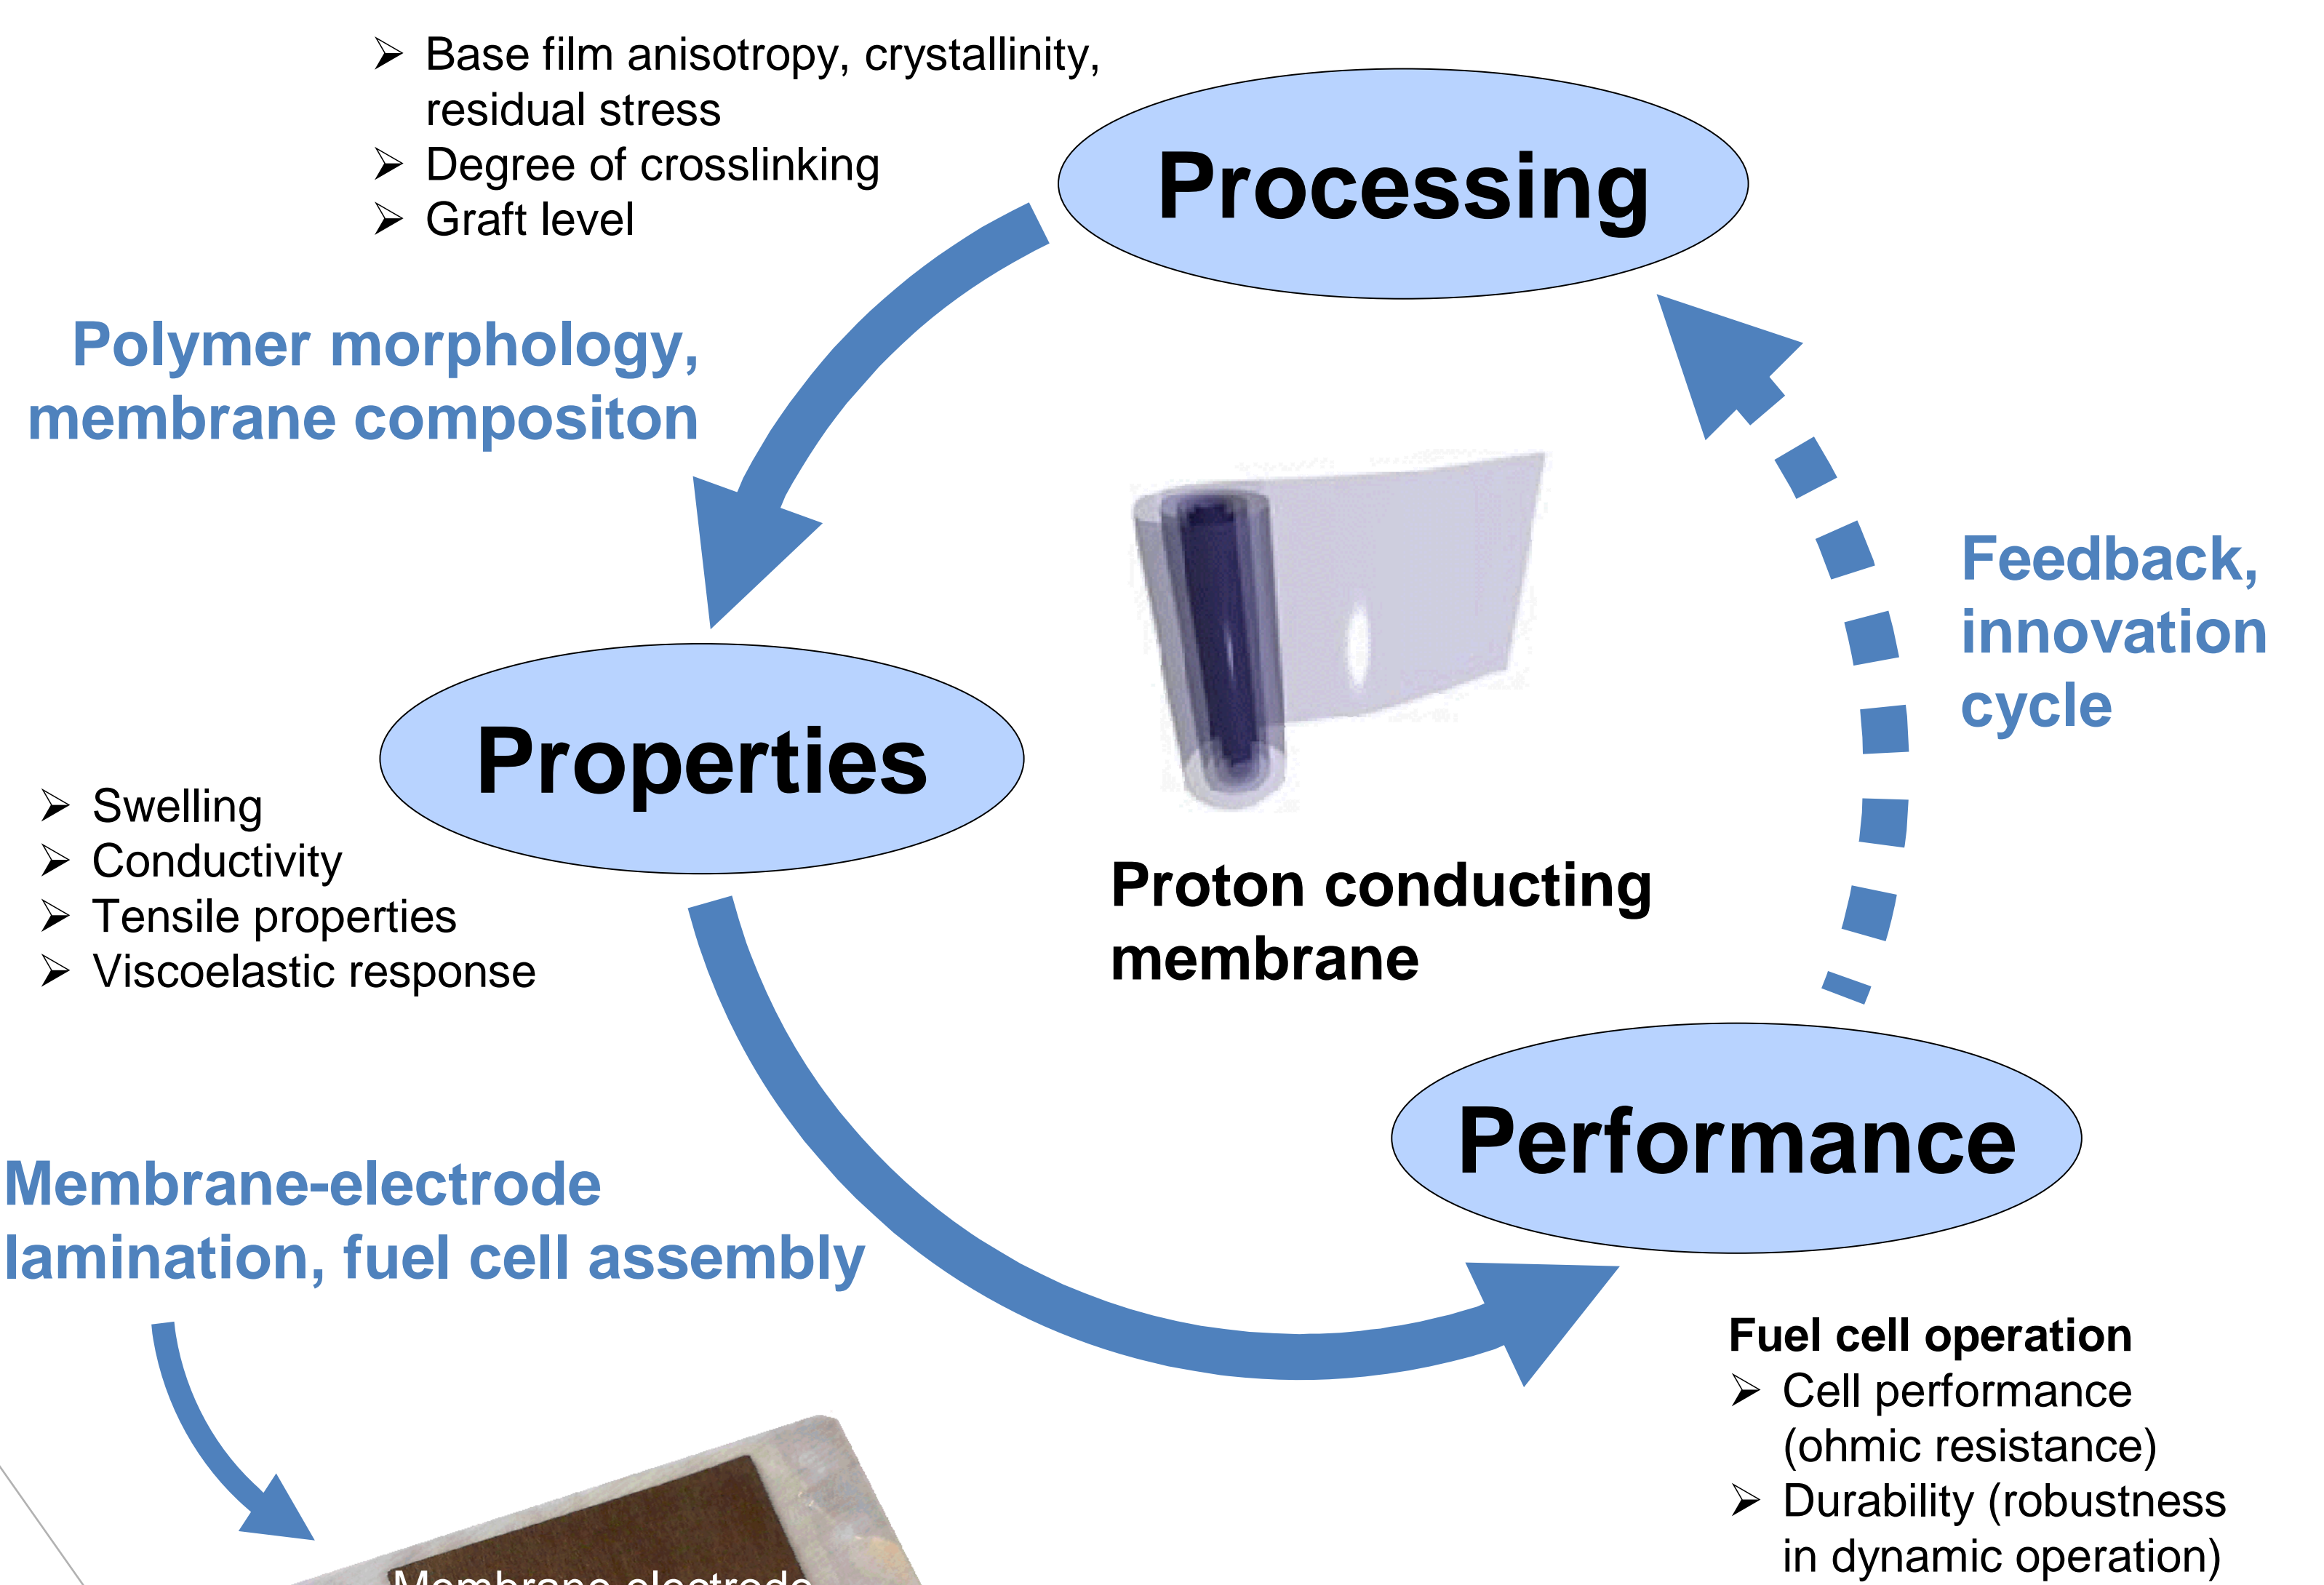 ➢ Base film anisotropy, crystallinity,
residual stress
➢ Degree of crosslinking
➢ Graft level
Processing
Polymer morphology,
membrane compositon
Feedback,
innovation
cycle
Properties
➢ Swelling
➢ Conductivity
➢ Tensile properties
➢ Viscoelastic response
Proton conducting
membrane
Performance
Membrane-electrode
lamination, fuel cell assembly
Fuel cell operation
➢ Cell performance
(ohmic resistance)
➢ Durability (robustness
in dynamic operation)
Membrane electrode